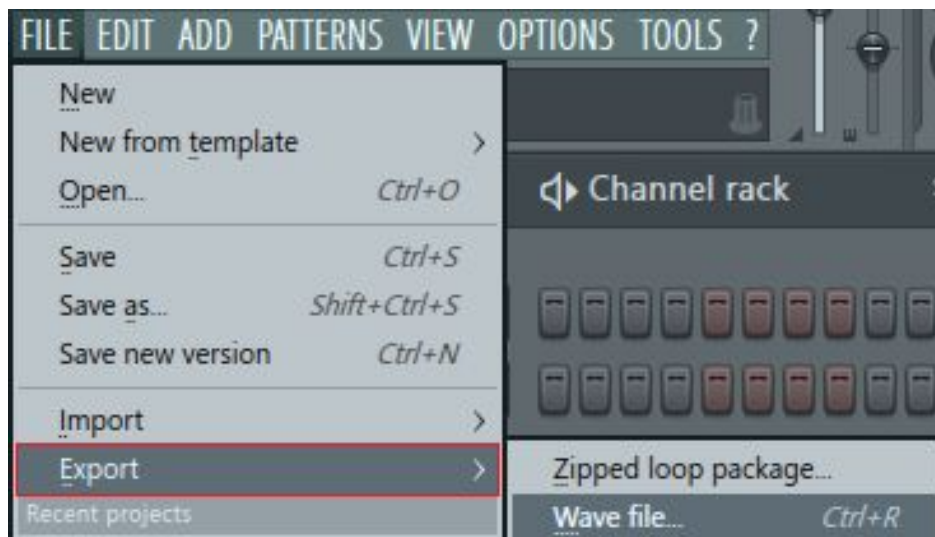 FILE EDIT ADD PATTERNS VIEW OPTIONS TOOLS ?
New
New from template
Open... Ctrl+O
Channel rack
Save Ctrl+S
Save as... Shift+Ctrl+S
Save new version Ctrl+N
Import
Export
Zipped loop package...
Recent projects
Wave file... Ctrl+R